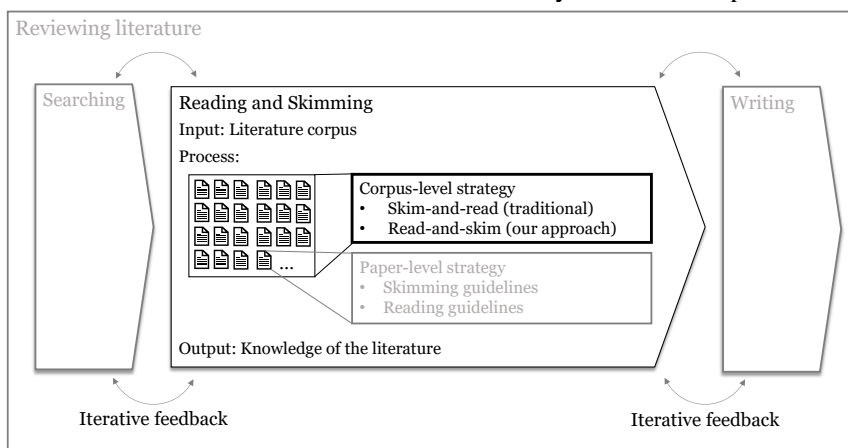 Reviewing literature
Searching
Reading and Skimming
Input: Literature corpus
Process:
Corpus-level strategy
• Skim-and-read (traditional)
• Read-and-skim (our approach)
...
Paper-level strategy
• Skimming guidelines
• Reading guidelines
Output: Knowledge of the literature
Writing
Iterative feedback
Iterative feedback